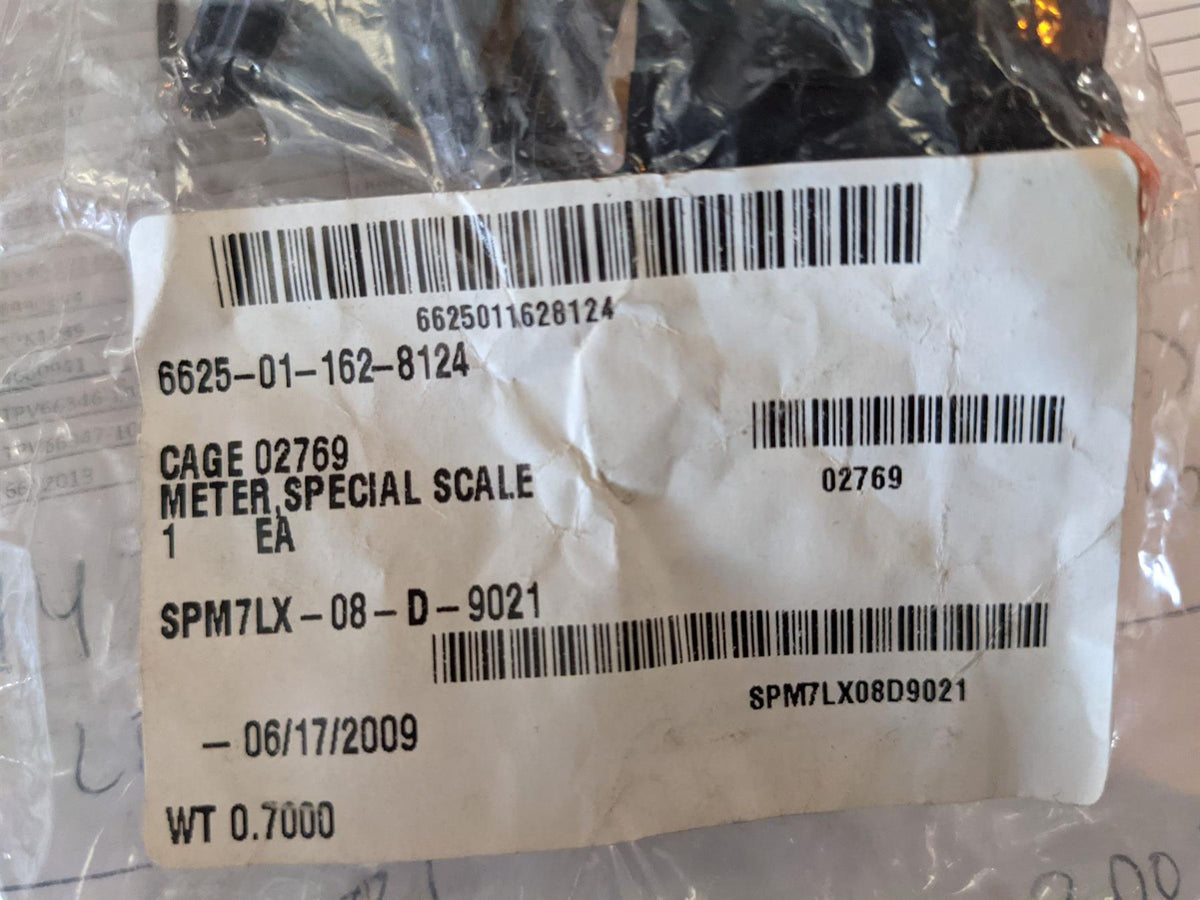 6625011628124
6625-01-162-8124
CAGE 02769
02769
METER,SPECIAL SCALE
1 EA
SPM7LX-08-D-9021
SPM7LX08D9021
- 06/17/2009
WT 0.7000